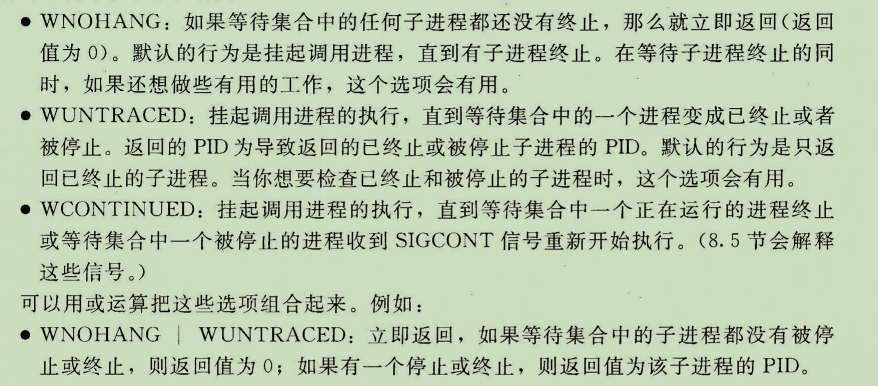 ● WNOHANG：如果等待集合中的任何子进程都还没有终止，那么就立即返回(返回
值为 0)。默认的行为是挂起调用进程，直到有子进程终止。在等待子进程终止的同
时，如果还想做些有用的工作，这个选项会有用。
● WUNTRACED：挂起调用进程的执行，直到等待集合中的一个进程变成已终止或者
被停止。返回的 PID 为导致返回的已终止或被停止子进程的 PID。默认的行为是只返
回已终止的子进程。当你想要检查已终止和被停止的子进程时，这个选项会有用。
● WCONTINUED：挂起调用进程的执行，直到等待集合中一个正在运行的进程终止
或等待集合中一个被停止的进程收到 SIGCONT 信号重新开始执行。(8.5 节会解释
这些信号。)
可以用或运算把这些选项组合起来。例如：
● WNOHANG | WUNTRACED：立即返回，如果等待集合中的子进程都没有被停
止或终止，则返回值为 0；如果有一个停止或终止，则返回值为该子进程的 PID。